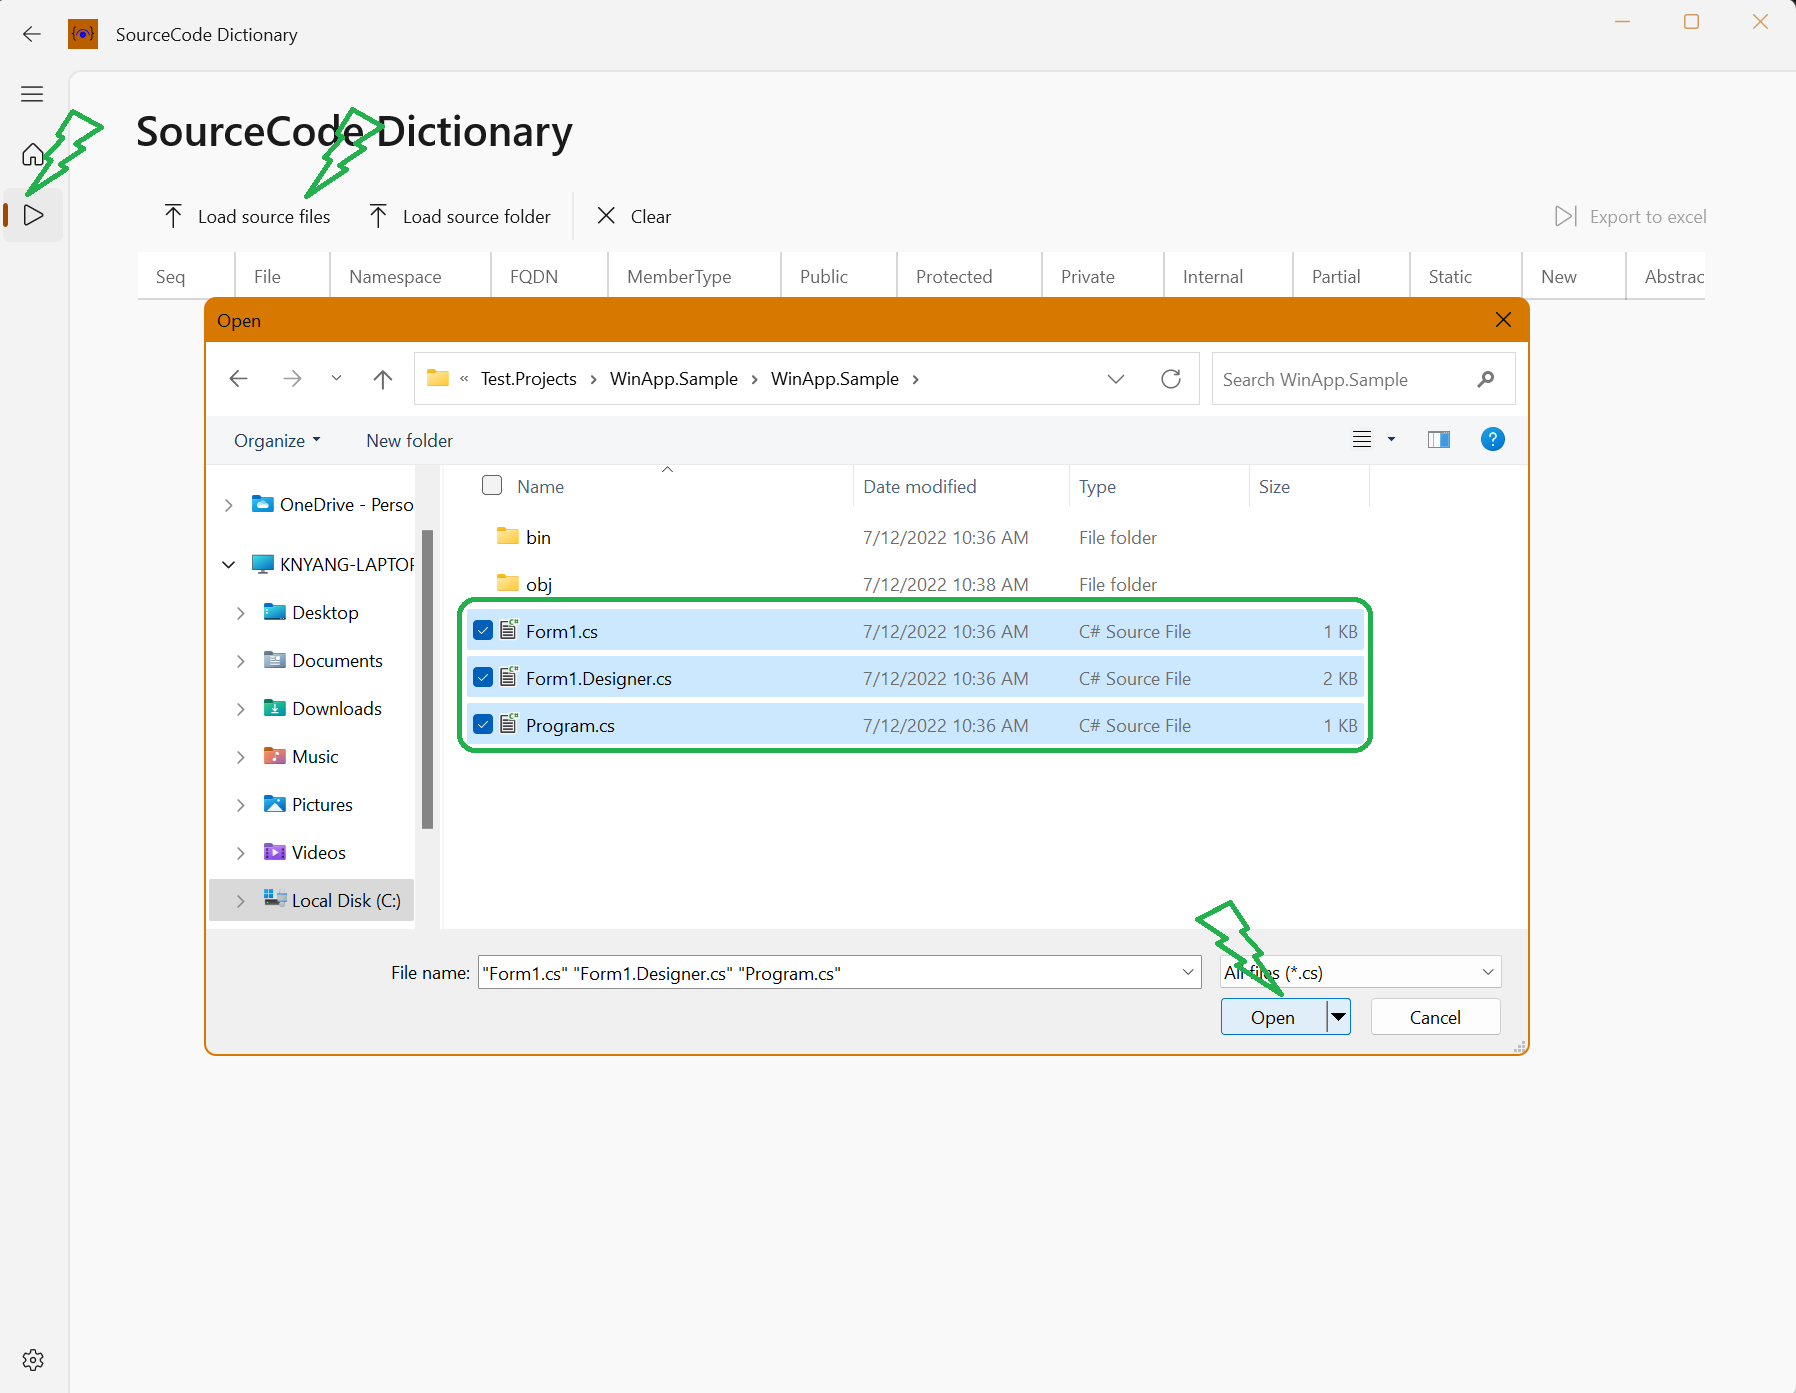 SourceCode Dictionary
SourceCode Dictionary
Load source files Load source folder Clear Export to excel
Seq File Namespace FQDN MemberType Public Protected Private Internal Partial Static New Abstrac
Open
« Test.Projects > WinApp.Sample > WinApp.Sample > Search WinApp.Sample
Organize New folder ?
Name Date modified Type Size
OneDrive - Perso
bin 7/12/2022 10:36 AM File folder
KNYANG-LAPTOP
obj 7/12/2022 10:38 AM File folder
Desktop
Form1.cs 7/12/2022 10:36 AM C# Source File 1 KB
Documents
Form1.Designer.cs 7/12/2022 10:36 AM C# Source File 2 KB
Downloads
Program.cs 7/12/2022 10:36 AM C# Source File 1 KB
Music
Pictures
Videos
Local Disk (C:)
File name: "Form1.cs" "Form1.Designer.cs" "Program.cs" All files (*.cs)
Open Cancel